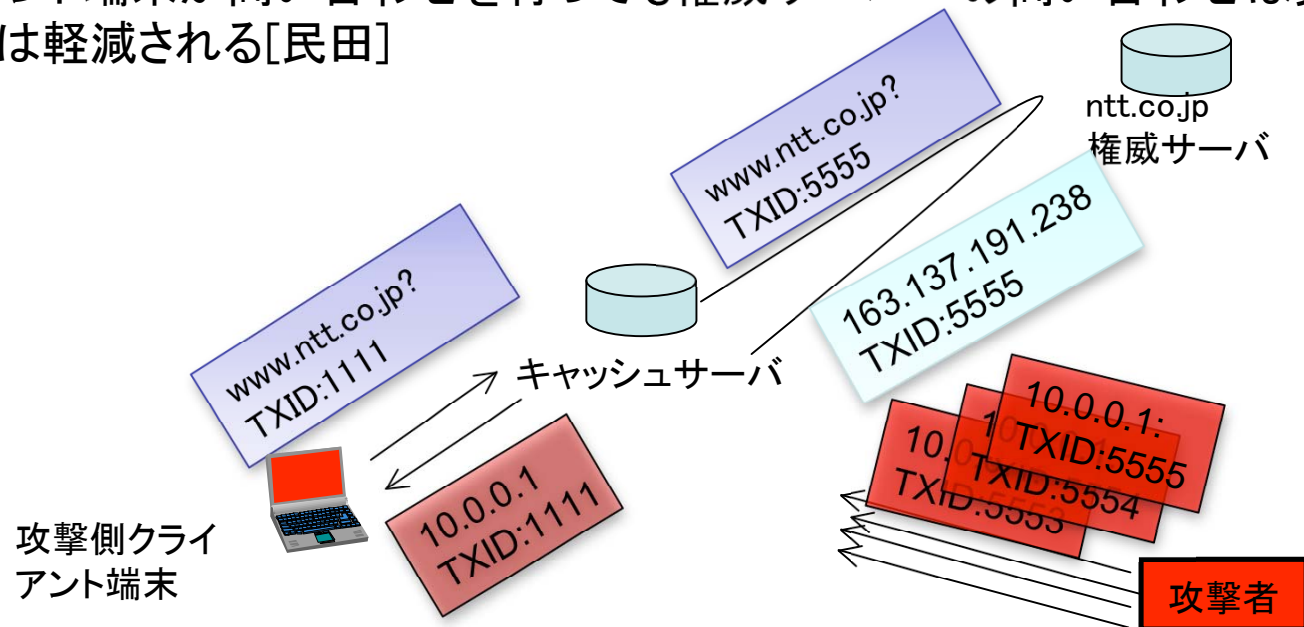 は軽減される[民田]
ntt.co.jp
権威サーバ
www.ntt.co.jp?
TXID:5555
163.137.191.238
TXID:5555
www.ntt.co.jp?
TXID:1111
キャッシュサーバ
10.0.0.1
TXID:1111
10.0.0.1:
TXID:5555
TXID:5554
TXID:5553
攻撃側クライ
アント端末
攻撃者